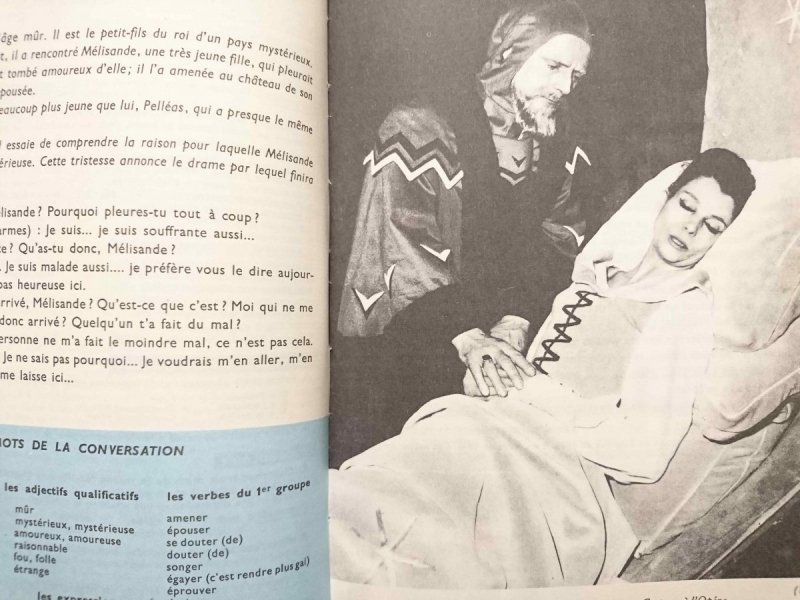 âge mûr. Il est le petit-fils du roi d'un pays mystérieux.
t, il a rencontré Mélisande, une très jeune fille, qui pleurait
t tombé amoureux d'elle; il l'a amenée au château de son
pousée.
eaucoup plus jeune que lui, Pelléas, qui a presque le même
l essaie de comprendre la raison pour laquelle Mélisande
érieuse. Cette tristesse annonce le drame par lequel finira
élisande? Pourquoi pleures-tu tout à coup?
armes) : Je suis... je suis souffrante aussi...
te? Qu'as-tu donc, Mélisande?
. Je suis malade aussi.... je préfère vous le dire aujour-
pas heureuse ici.
arrivé, Mélisande? Qu'est-ce que c'est? Moi qui ne me
donc arrivé? Quelqu'un t'a fait du mal?
ersonne ne m'a fait le moindre mal, ce n'est pas cela.
Je ne sais pas pourquoi... Je voudrais m'en aller, m'en
me laisse ici...
MOTS DE LA CONVERSATION
les adjectifs qualificatifs
mûr
mystérieux, mystérieuse
amoureux, amoureuse
raisonnable
fou, folle
étrange
les verbes du 1er groupe
amener
épouser
se douter (de)
douter (de)
songer
égayer (c'est rendre plus gai)
éprouver